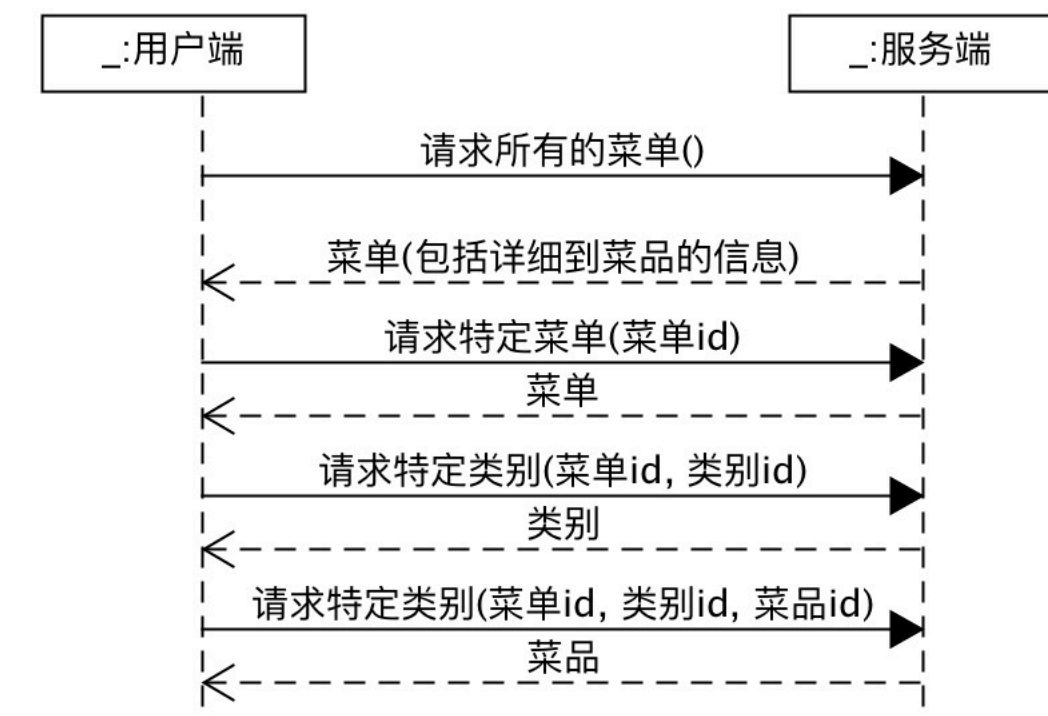 _:用户端
_:服务端
请求所有的菜单()
菜单(包括详细到菜品的信息)
请求特定菜单(菜单id)
菜单
请求特定类别(菜单id, 类别id)
类别
请求特定类别(菜单id, 类别id, 菜品id)
菜品